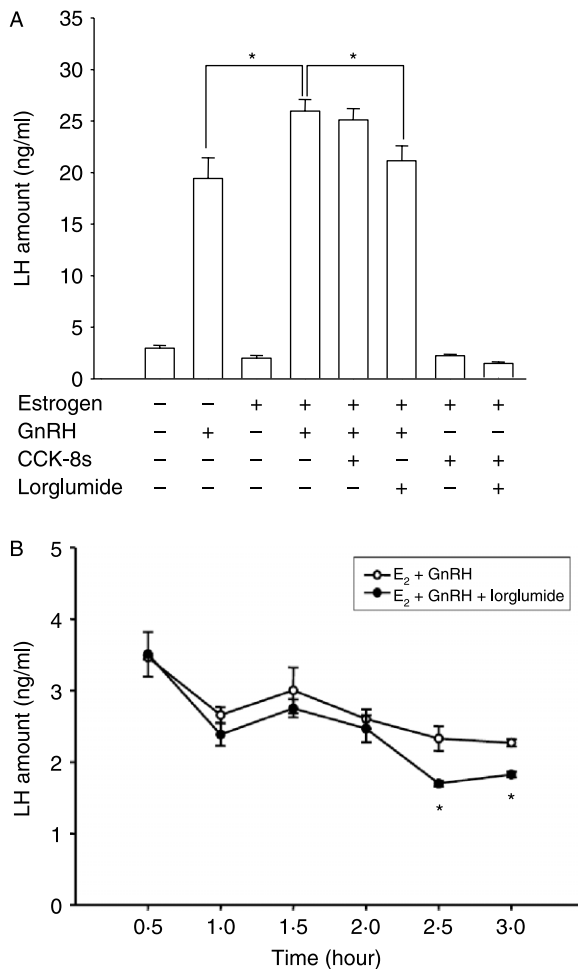 A
LH amount (ng/ml)
35
30
25
20
15
10
5
0
* *
Estrogen – – + + + + + +
GnRH – + – + + + – –
CCK-8s – – – – + – + +
Lorglumide – – – – – + – +
B
LH amount (ng/ml)
5
4
3
2
1
0
E₂ + GnRH
E₂ + GnRH + lorglumide
* *
0·5 1·0 1·5 2·0 2·5 3·0
Time (hour)